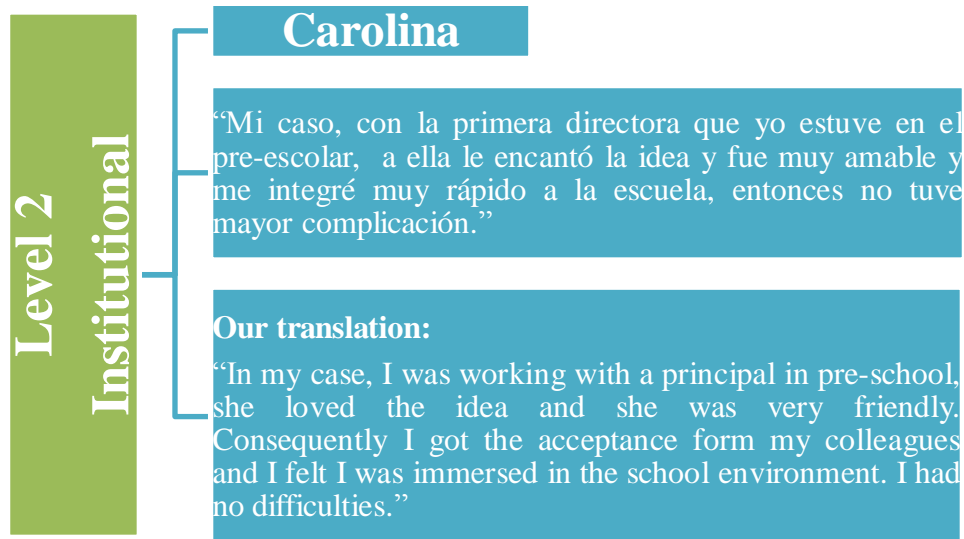 Level 2
Institutional
Carolina
“Mi caso, con la primera directora que yo estuve en el
pre-escolar, a ella le encantó la idea y fue muy amable y
me integré muy rápido a la escuela, entonces no tuve
mayor complicación.”
Our translation:
“In my case, I was working with a principal in pre-school,
she loved the idea and she was very friendly.
Consequently I got the acceptance form my colleagues
and I felt I was immersed in the school environment. I had
no difficulties.”